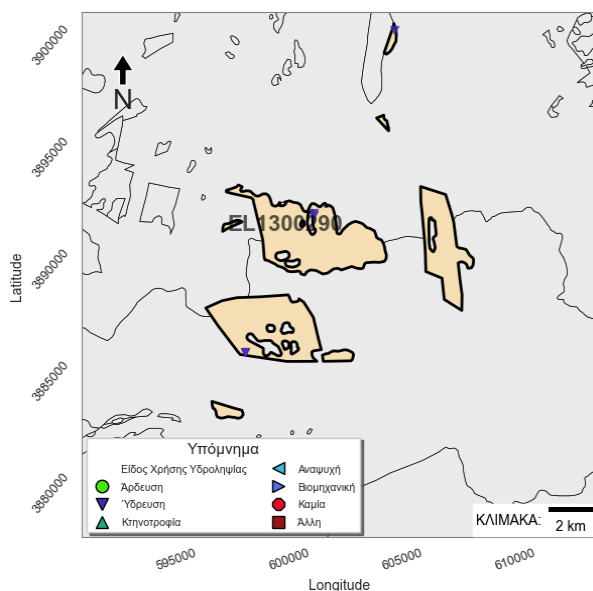 3900000
3895000
3890000
3885000
3880000
Latitude
N
EL1300290
Υπόμνημα
Είδος Χρήσης Υδροληψίας
Άρδευση
Ύδρευση
Κτηνοτροφία
Αναψυχή
Βιομηχανική
Καμία
Άλλη
ΚΛΙΜΑΚΑ:
2 km
595000
600000
605000
610000
Longitude